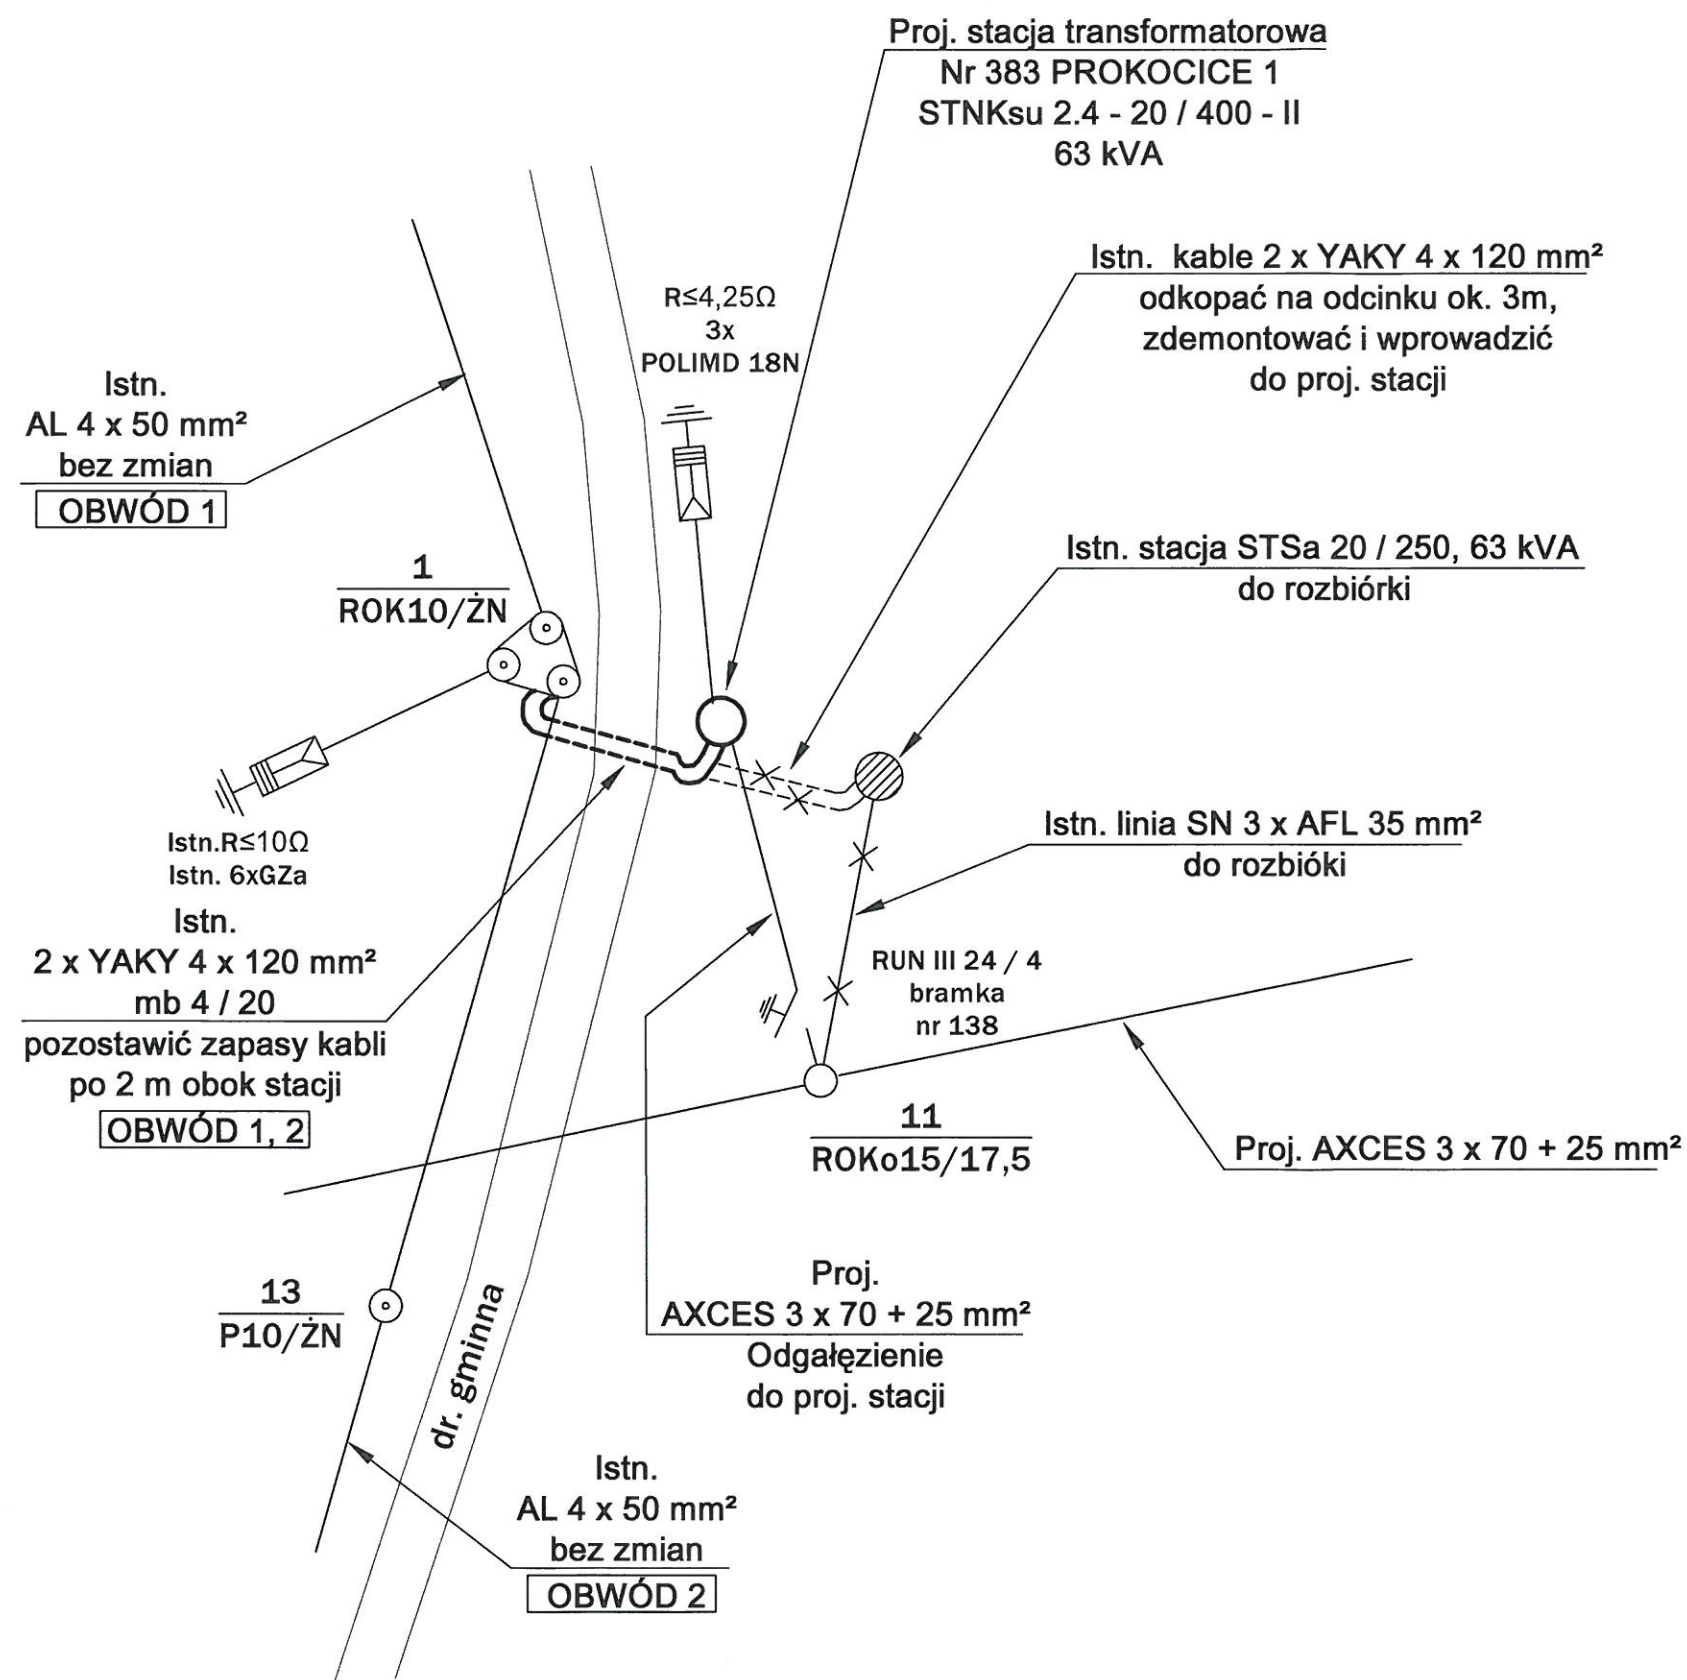 Proj. stacja transformatorowa
Nr 383 PROKOCICE 1
STNKsu 2.4 - 20 / 400 - II
63 kVA
Istn. kable 2 x YAKY 4 x 120 mm²
odkopać na odcinku ok. 3m,
zdemontować i wprowadzić
do proj. stacji
R≤4,25Ω
3x
POLIMD 18N
Istn.
AL 4 x 50 mm²
bez zmian
OBWÓD 1
Istn. stacja STSa 20 / 250, 63 kVA
do rozbiórki
1
ROK10/ŻN
Istn.R≤10Ω
Istn. 6xGZa
Istn. linia SN 3 x AFL 35 mm²
do rozbióki
Istn.
2 x YAKY 4 x 120 mm²
mb 4 / 20
pozostawić zapasy kabli
po 2 m obok stacji
OBWÓD 1, 2
RUN III 24 / 4
bramka
nr 138
11
ROKo15/17,5
Proj. AXCES 3 x 70 + 25 mm²
13
P10/ŻN
Proj.
AXCES 3 x 70 + 25 mm²
Odgałęzienie
do proj. stacji
dr. gminna
Istn.
AL 4 x 50 mm²
bez zmian
OBWÓD 2